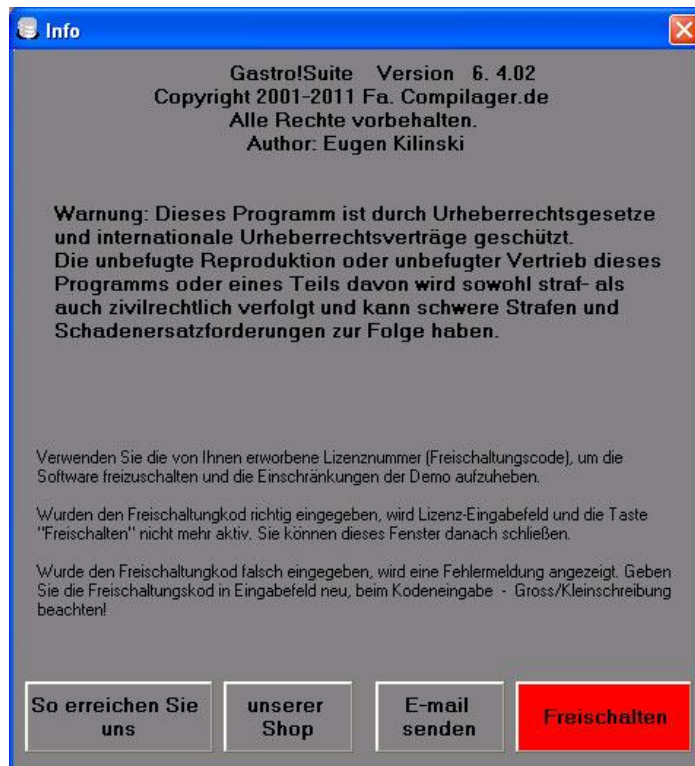 Info
Gastro!Suite Version 6. 4.02
Copyright 2001-2011 Fa. Compilager.de
Alle Rechte vorbehalten.
Author: Eugen Kilinski
Warnung: Dieses Programm ist durch Urheberrechtsgesetze
und internationale Urheberrechtsverträge geschützt.
Die unbefugte Reproduktion oder unbefugter Vertrieb dieses
Programms oder eines Teils davon wird sowohl straf- als
auch zivilrechtlich verfolgt und kann schwere Strafen und
Schadenersatzforderungen zur Folge haben.
Verwenden Sie die von Ihnen erworbene Lizenznummer (Freischaltungscode), um die
Software freizuschalten und die Einschränkungen der Demo aufzuheben.
Wurden den Freischaltungkod richtig eingegeben, wird Lizenz-Eingabefeld und die Taste
"Freischalten" nicht mehr aktiv. Sie können dieses Fenster danach schließen.
Wurde den Freischaltungkod falsch eingegeben, wird eine Fehlermeldung angezeigt. Geben
Sie die Freischaltungskod in Eingabefeld neu, beim Kodeneingabe - Gross/Kleinschreibung
beachten!
So erreichen Sie
uns
unserer
Shop
E-mail
senden
Freischalten